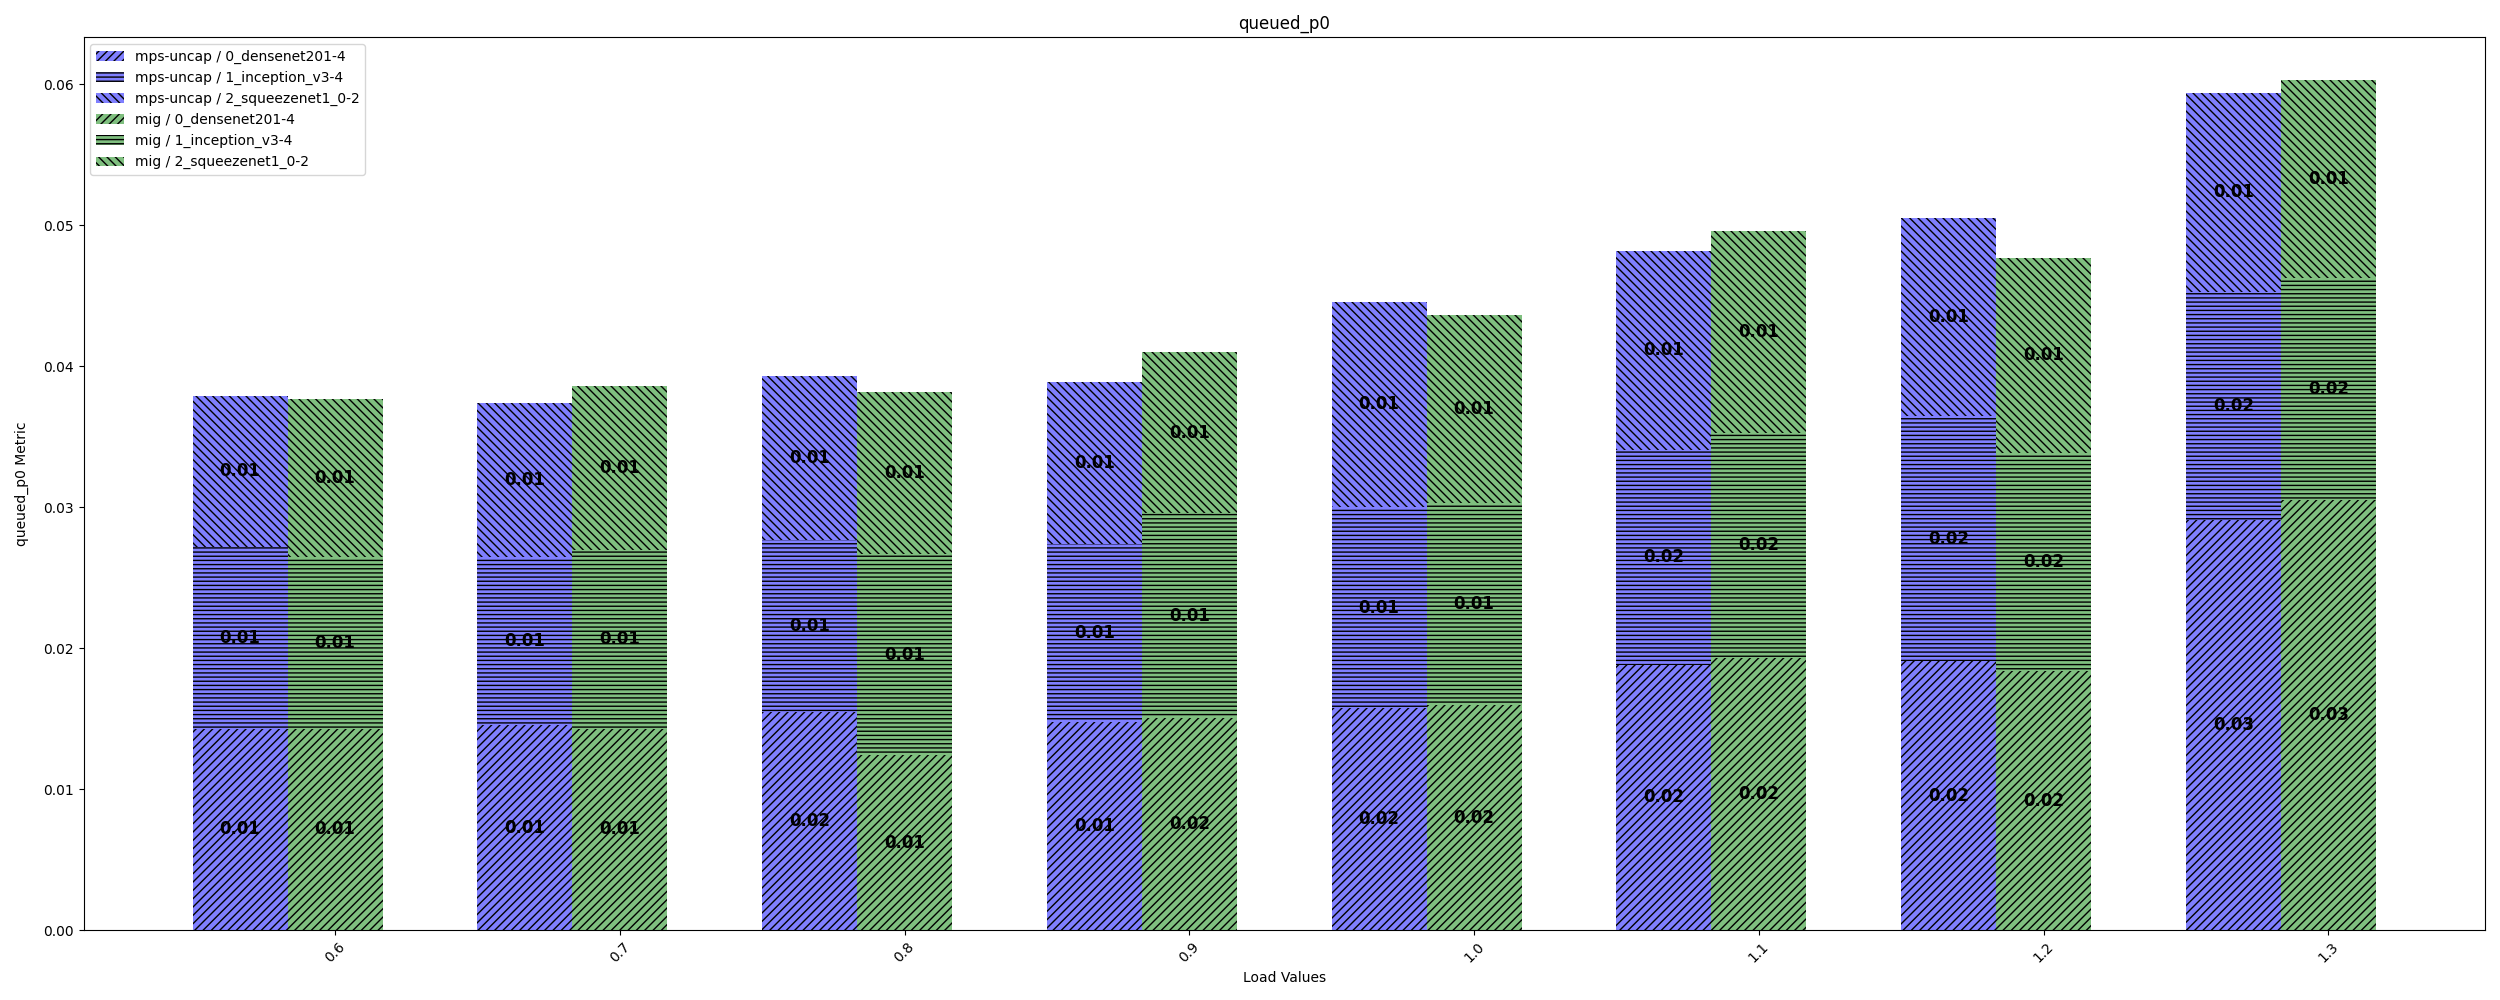 queued_p0
mps-uncap / 0_densenet201-4
mps-uncap / 1_inception_v3-4
mps-uncap / 2_squeezenet1_0-2
mig / 0_densenet201-4
mig / 1_inception_v3-4
mig / 2_squeezenet1_0-2
queued_p0 Metric
0.06
0.05
0.04
0.03
0.02
0.01
0.00
0.01 0.01 0.01 0.01 0.01 0.01 0.01 0.01 0.01 0.01 0.01 0.01 0.01 0.01 0.01 0.01
0.01 0.01 0.01 0.01 0.01 0.01 0.01 0.01 0.01 0.01 0.02 0.02 0.02 0.02 0.02 0.02
0.01 0.01 0.01 0.01 0.02 0.01 0.01 0.02 0.02 0.02 0.02 0.02 0.02 0.02 0.03 0.03
0.6 0.7 0.8 0.9 1.0 1.1 1.2 1.3
Load Values